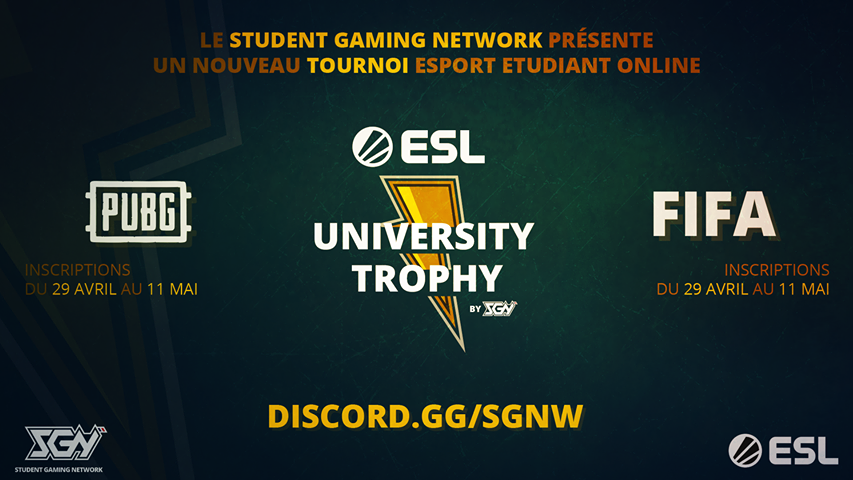 LE STUDENT GAMING NETWORK PRÉSENTE
UN NOUVEAU TOURNOI ESPORT ETUDIANT ONLINE
ESL
UNIVERSITY
TROPHY
BY SGN
PUBG
INSCRIPTIONS
DU 29 AVRIL AU 11 MAI
FIFA
INSCRIPTIONS
DU 29 AVRIL AU 11 MAI
DISCORD.GG/SGNW
SGN
STUDENT GAMING NETWORK
ESL